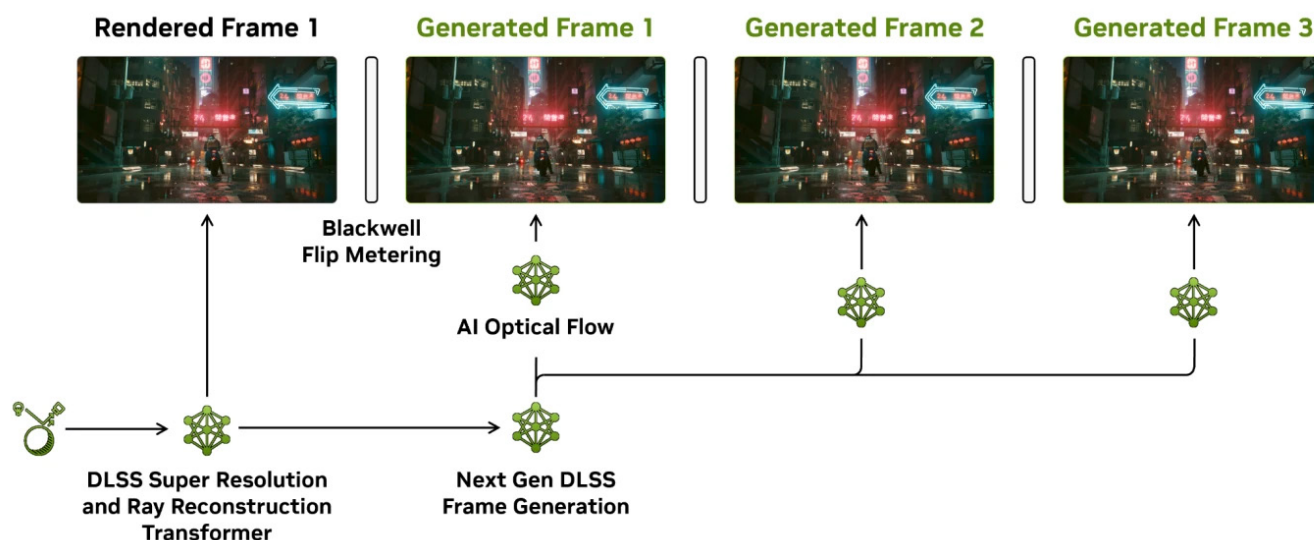 Rendered Frame 1
Generated Frame 1
Generated Frame 2
Generated Frame 3
Blackwell
Flip Metering
AI Optical Flow
DLSS Super Resolution
and Ray Reconstruction
Transformer
Next Gen DLSS
Frame Generation